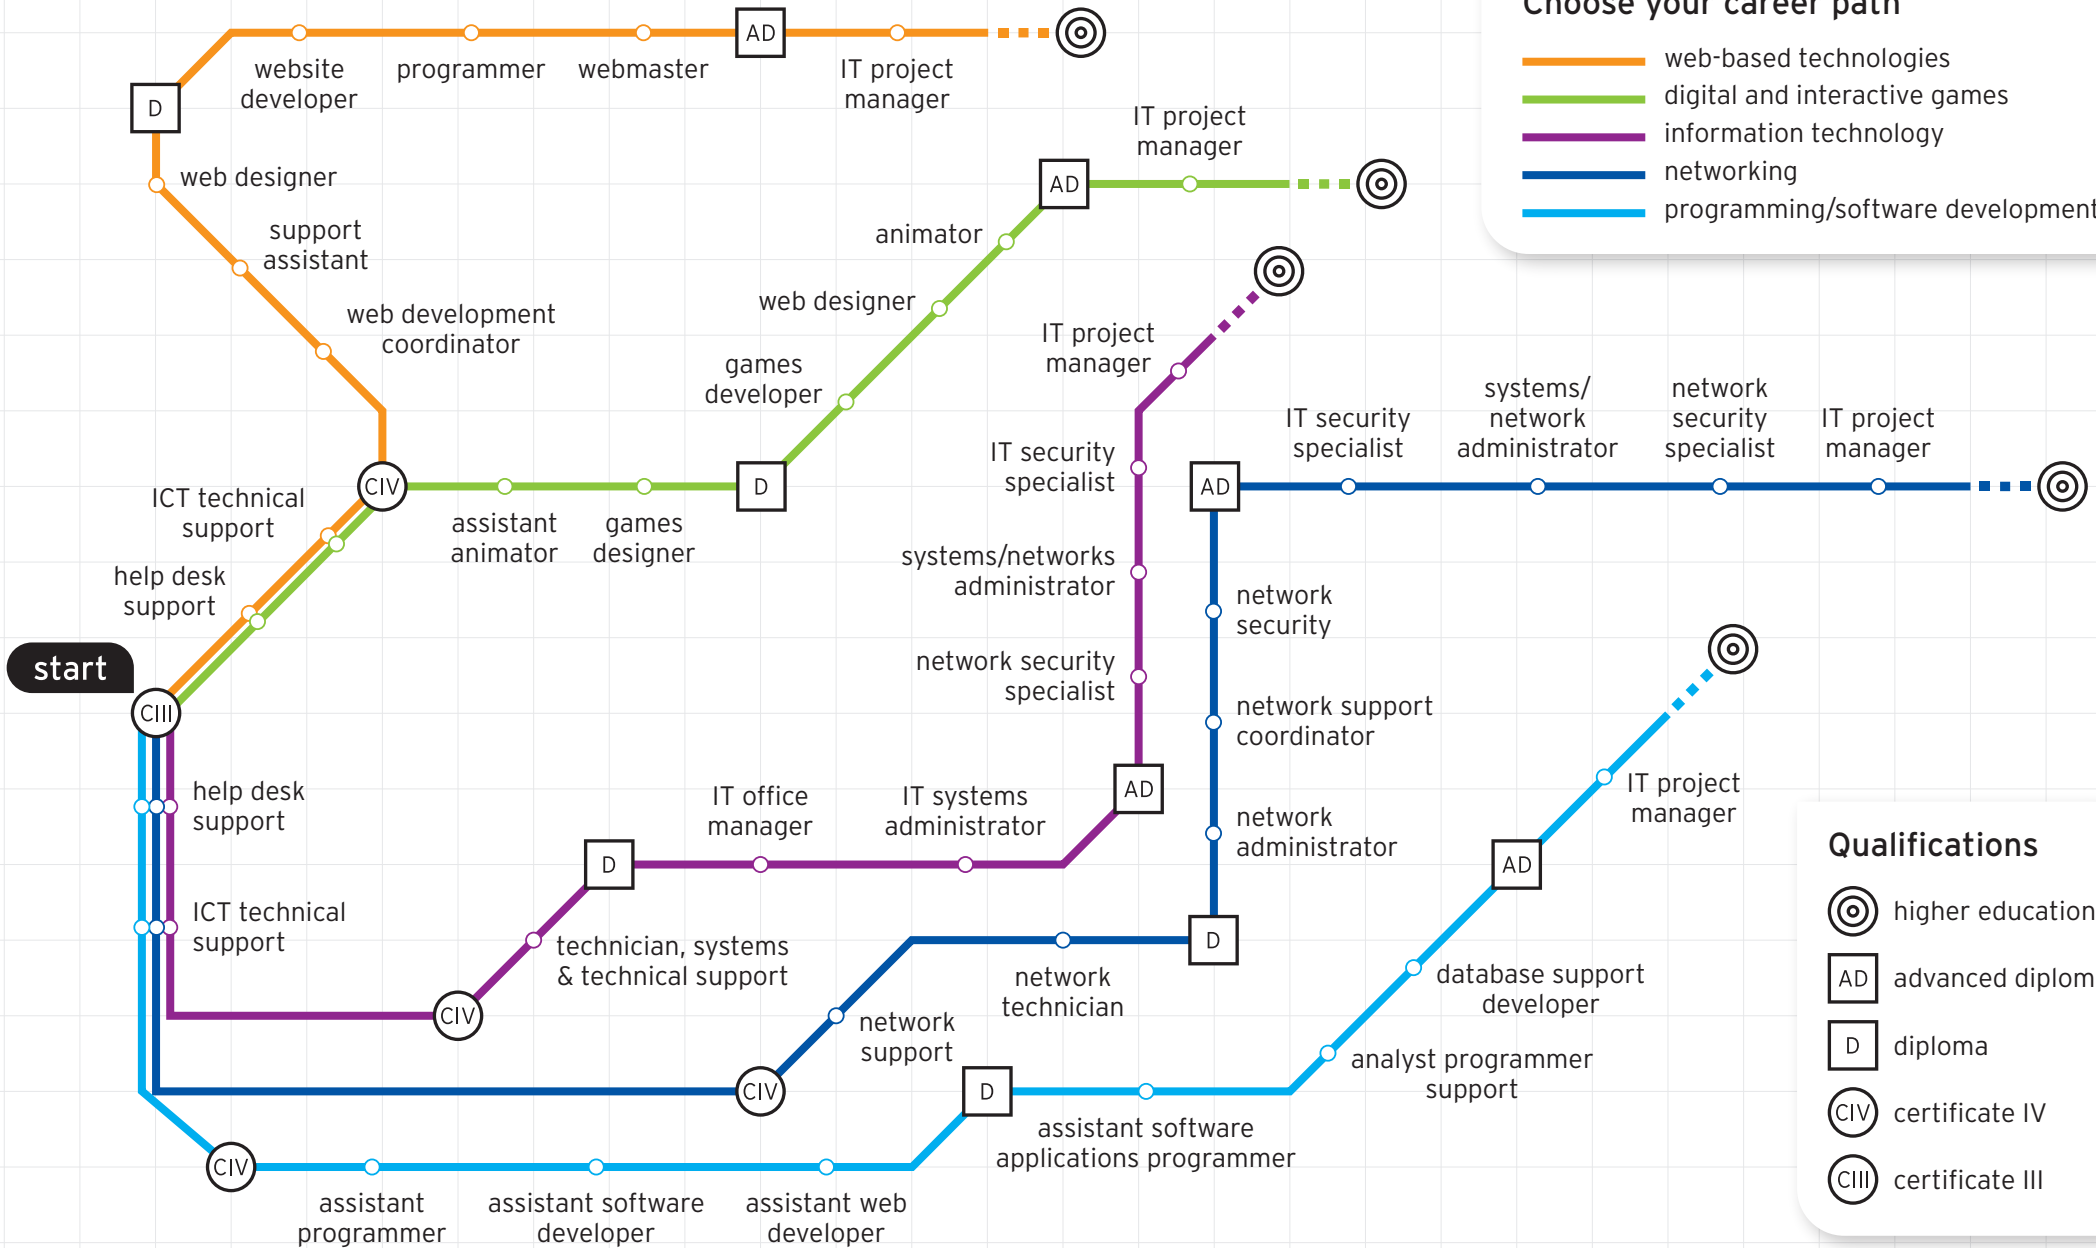 Choose your career path
web-based technologies
digital and interactive games
information technology
networking
programming/software development
AD
website
developer
programmer
webmaster
IT project
manager
D
web designer
support
assistant
web development
coordinator
IT project
manager
AD
animator
web designer
games
developer
CIV
assistant
animator
games
designer
D
ICT technical
support
help desk
support
start
CIII
IT project
manager
IT security
specialist
systems/networks
administrator
network security
specialist
AD
AD
IT security
specialist
systems/
network
administrator
network
security
specialist
IT project
manager
network
security
network support
coordinator
network
administrator
D
help desk
support
ICT technical
support
IT office
manager
IT systems
administrator
D
technician, systems
& technical support
CIV
network
technician
network
support
CIV
IT project
manager
AD
database support
developer
analyst programmer
support
D
assistant software
applications programmer
CIV
assistant
programmer
assistant software
developer
assistant web
developer
Qualifications
higher education
AD advanced diplom
D diploma
CIV certificate IV
CIII certificate III